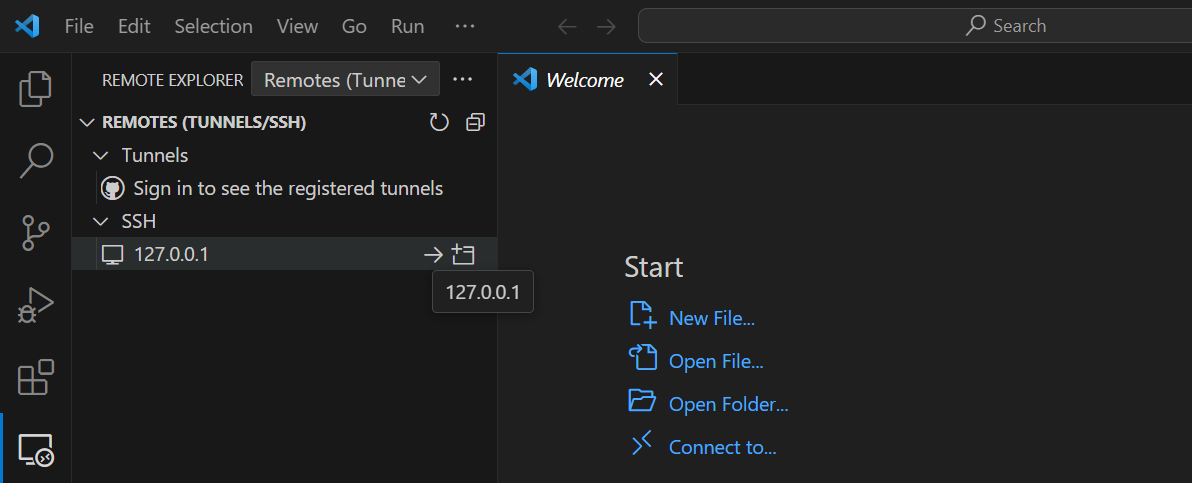 File Edit Selection View Go Run ··· Search
REMOTE EXPLORER Remotes (Tunne ···
Welcome
REMOTES (TUNNELS/SSH)
Tunnels
Sign in to see the registered tunnels
SSH
127.0.0.1
127.0.0.1
Start
New File...
Open File...
Open Folder...
Connect to...